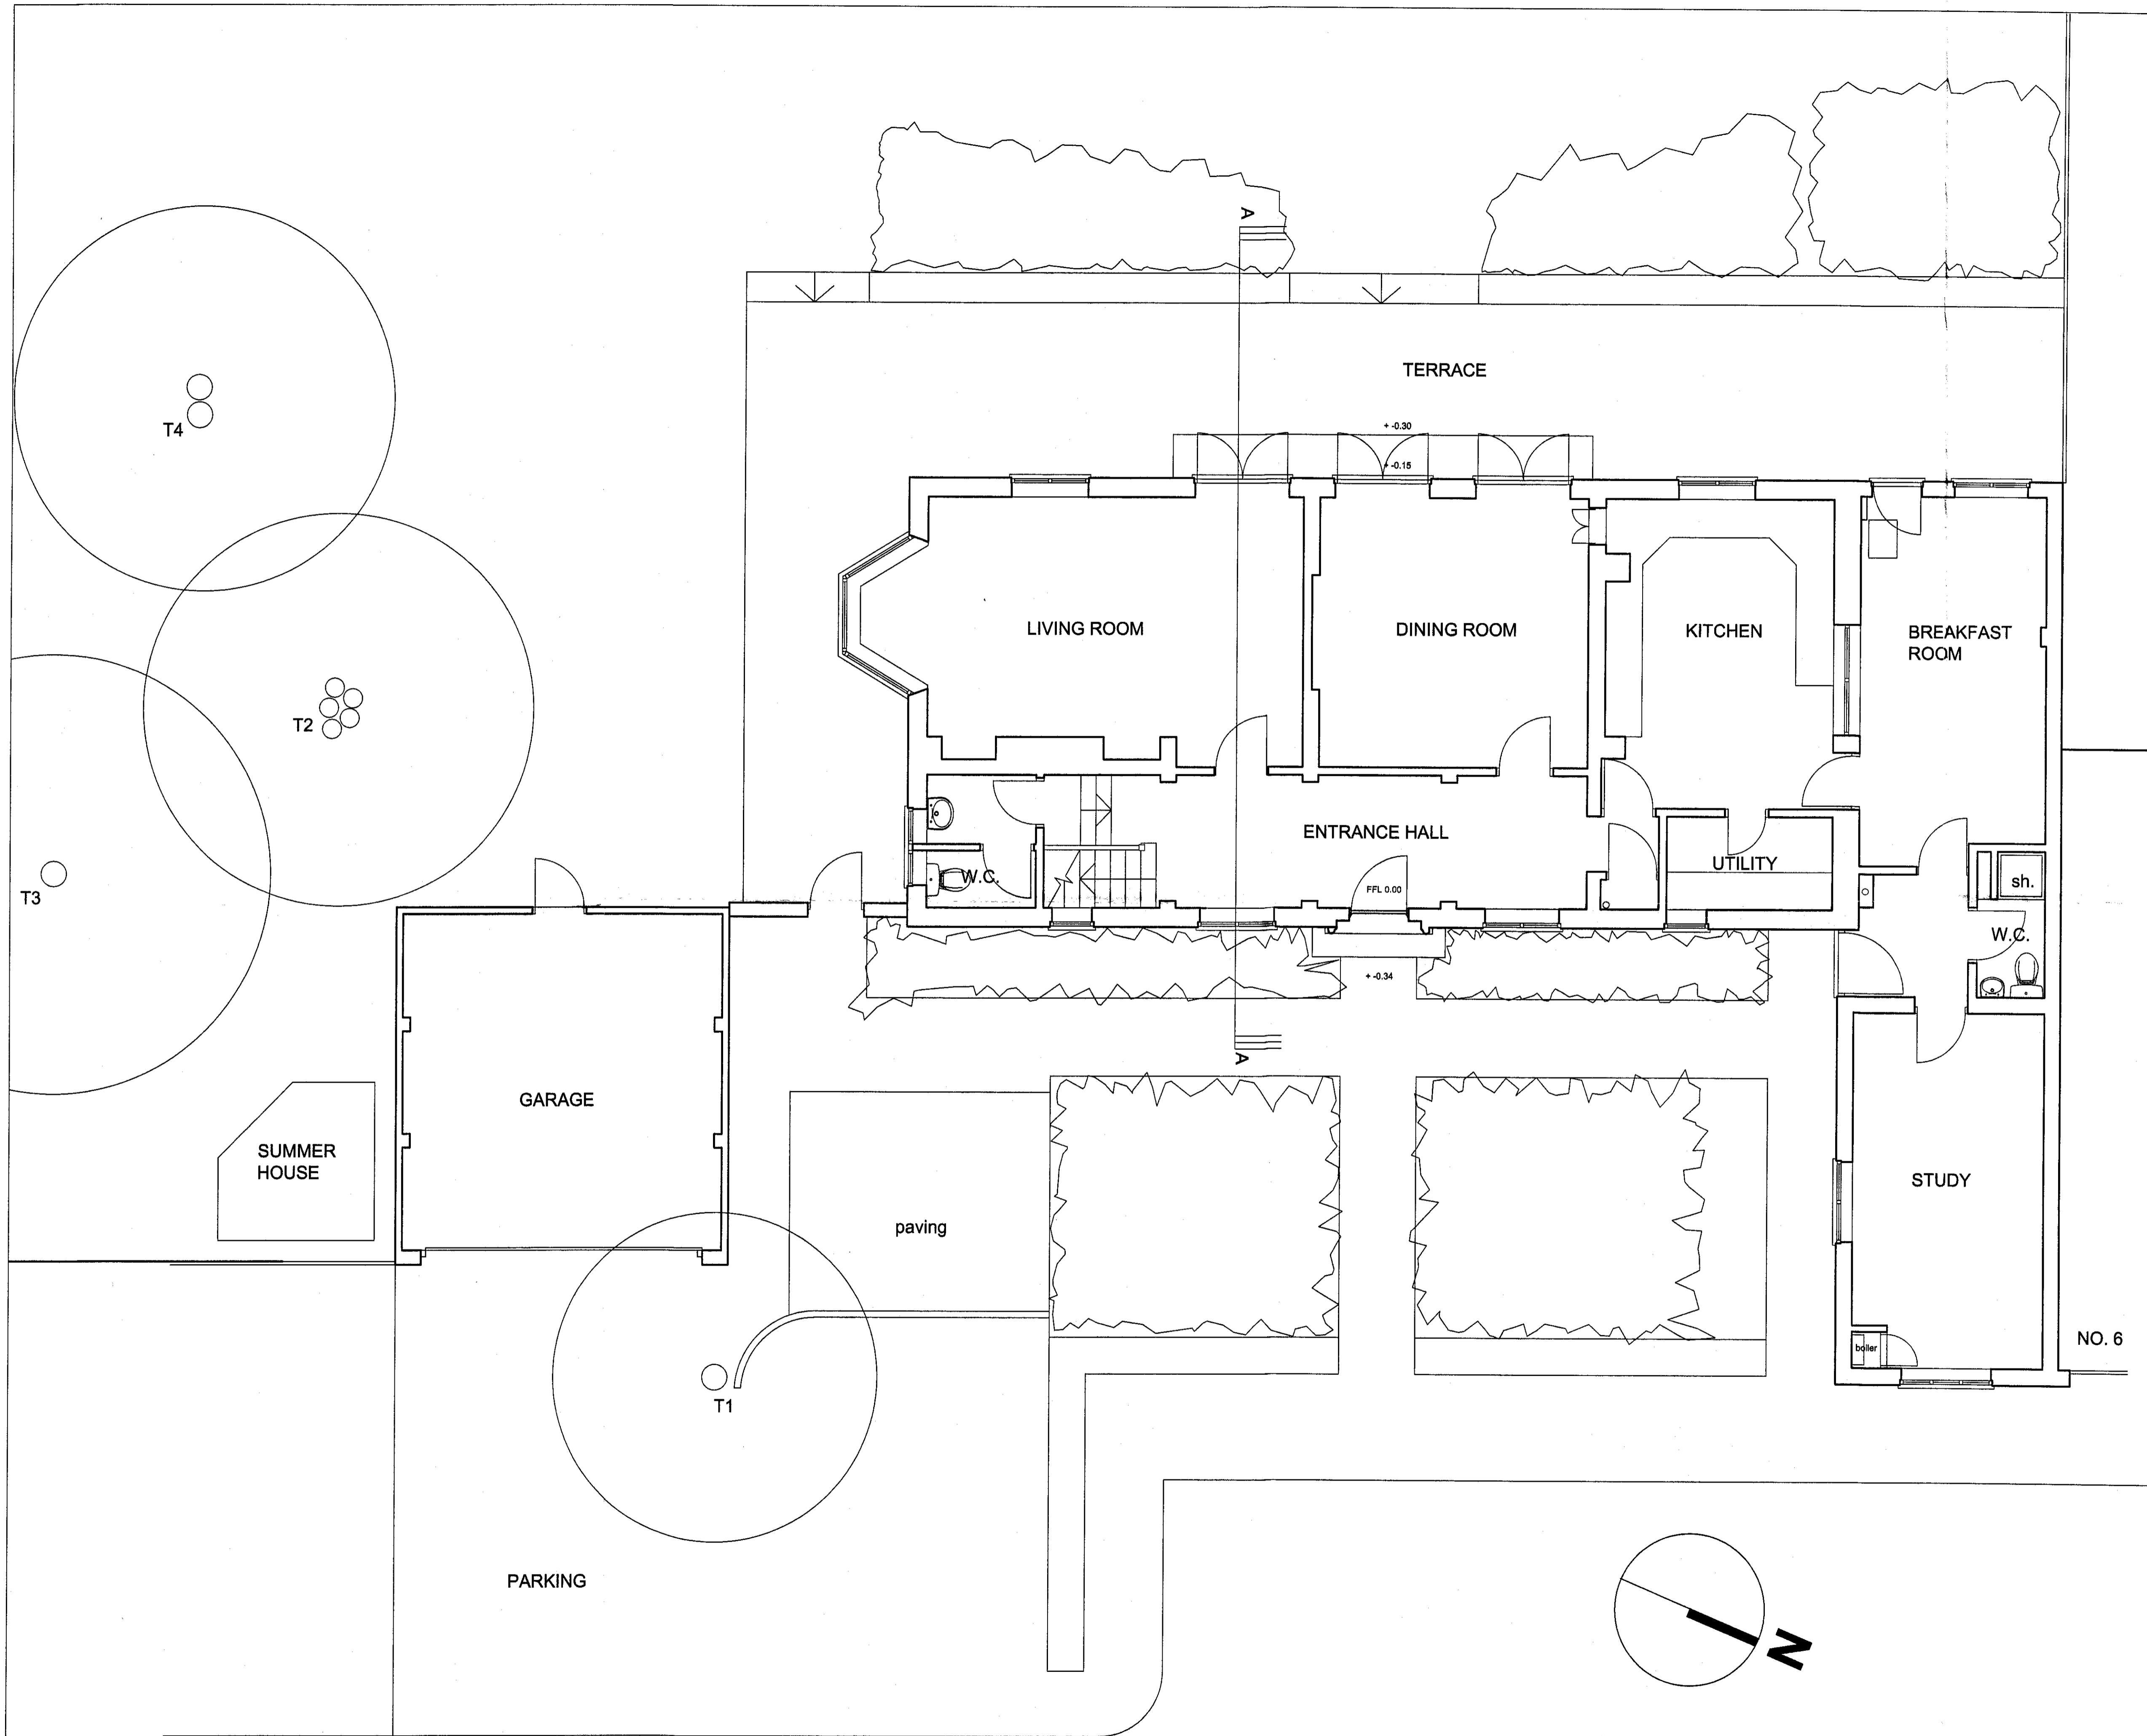 A
TERRACE
+ -0.30
+ -0.15
T4
LIVING ROOM
DINING ROOM
KITCHEN
BREAKFAST
ROOM
T2
ENTRANCE HALL
UTILITY
W.C.
FFL 0.00
sh.
T3
W.C.
+ -0.34
A
GARAGE
SUMMER
HOUSE
STUDY
paving
NO. 6
boiler
T1
PARKING
N